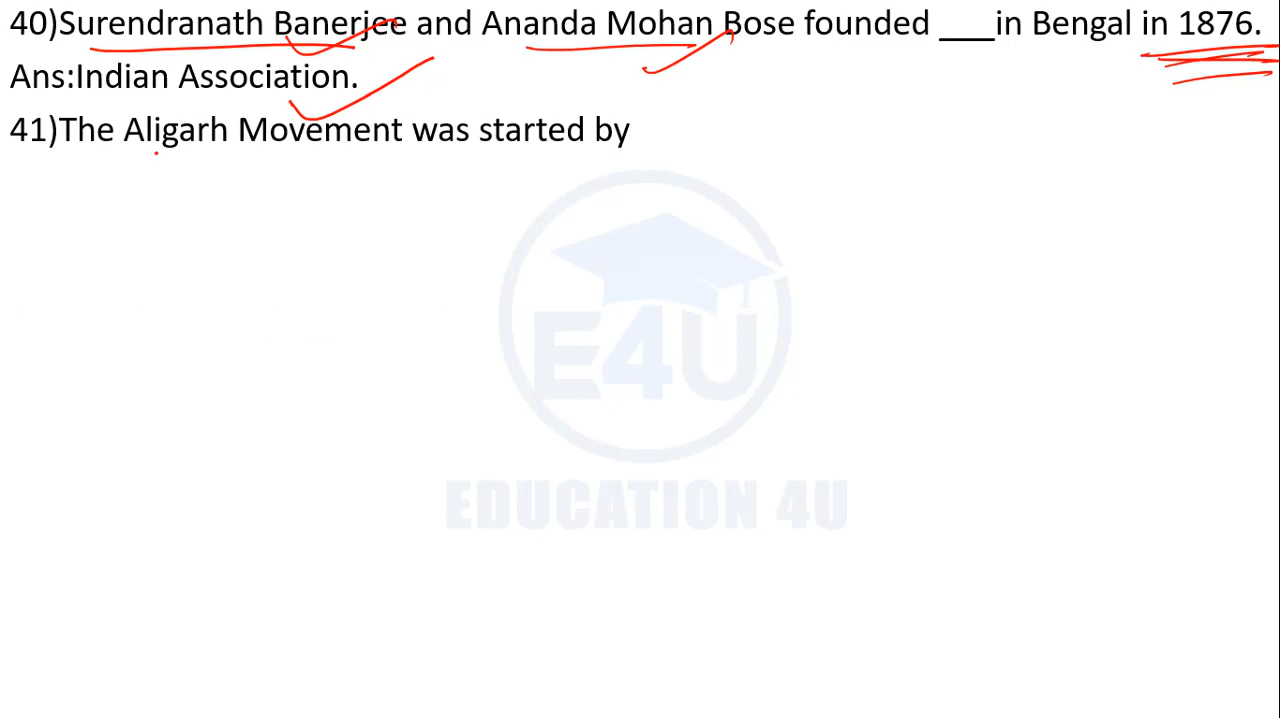 40)Surendranath Banerjee and Ananda Mohan Bose founded ___in Bengal in 1876.
Ans:Indian Association.
41)The Aligarh Movement was started by
E4U
EDUCATION 4U